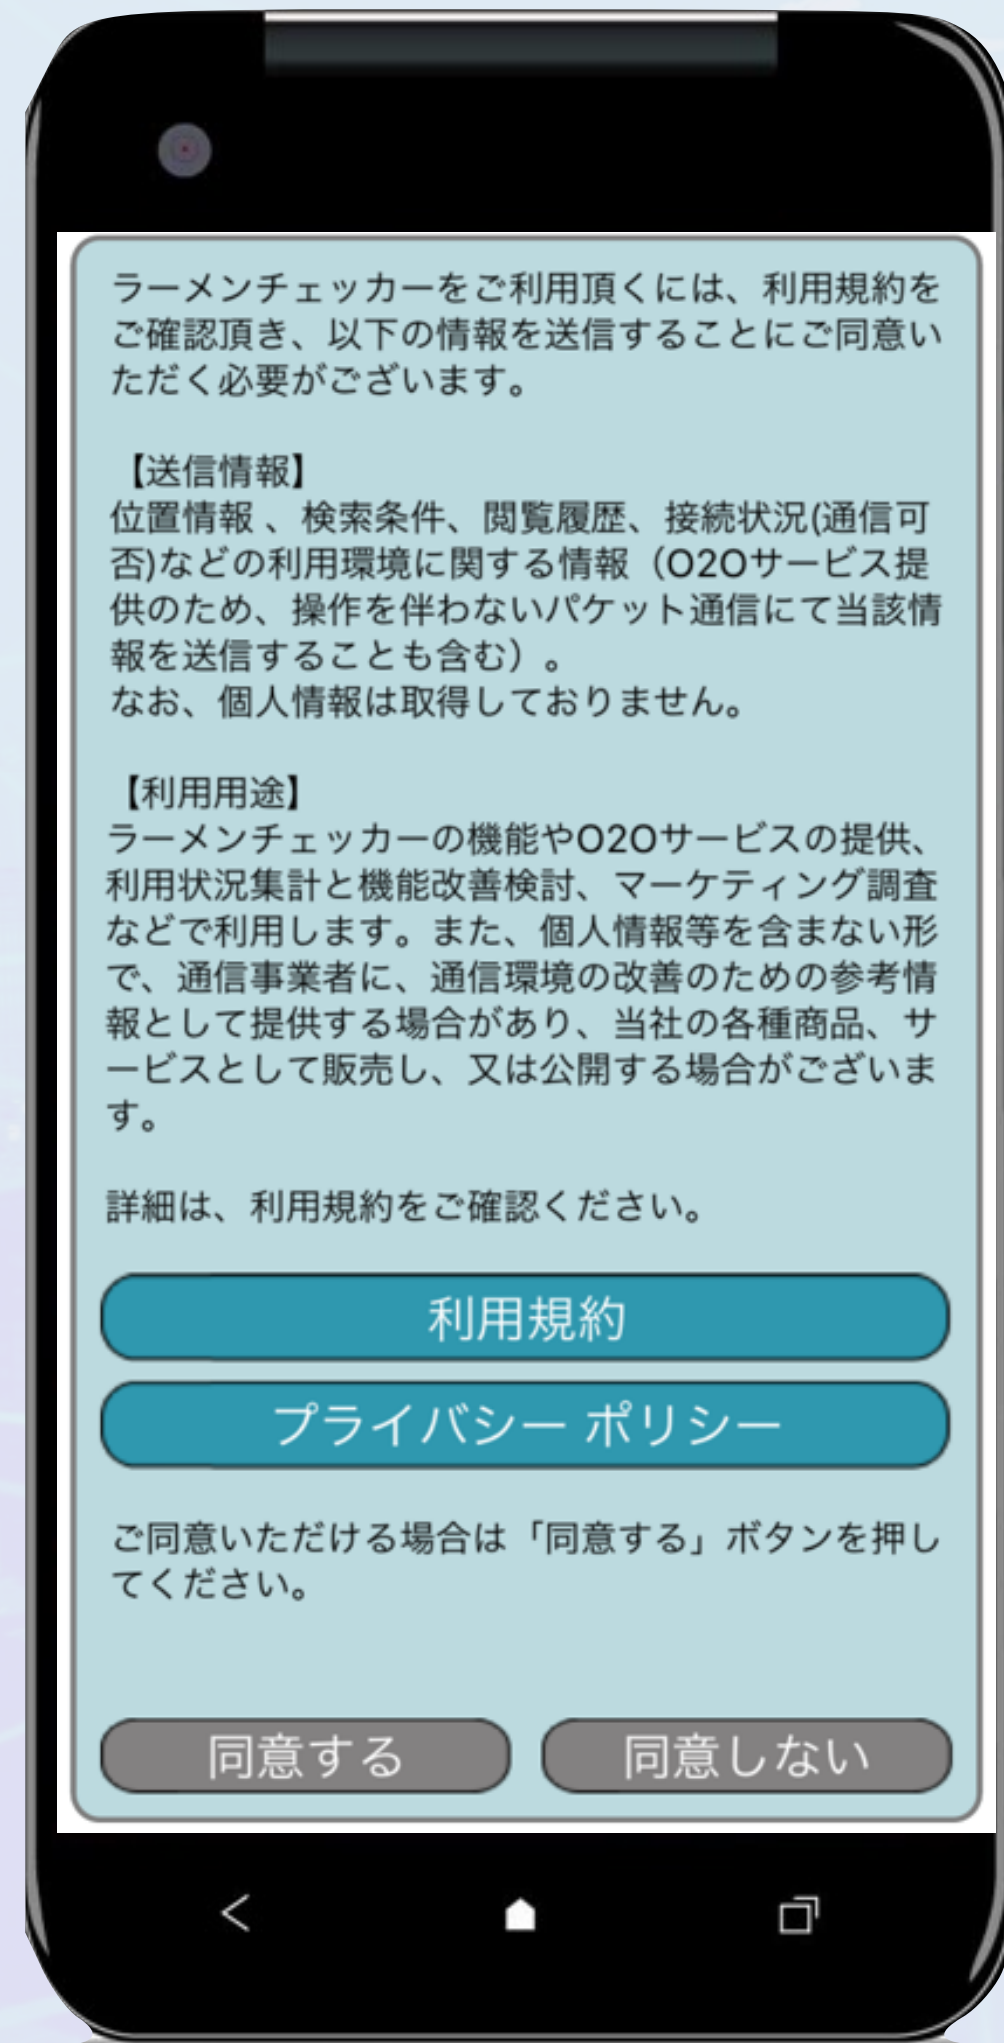 ラーメンチェッカーをご利用頂くには、利用規約を
ご確認頂き、以下の情報を送信することにご同意い
ただく必要がございます。
【送信情報】
位置情報 、検索条件、閲覧履歴、接続状況(通信可
否)などの利用環境に関する情報（O2Oサービス提
供のため、操作を伴わないパケット通信にて当該情
報を送信することも含む）。
なお、個人情報は取得しておりません。
【利用用途】
ラーメンチェッカーの機能やO2Oサービスの提供、
利用状況集計と機能改善検討、マーケティング調査
などで利用します。また、個人情報等を含まない形
で、通信事業者に、通信環境の改善のための参考情
報として提供する場合があり、当社の各種商品、サ
ービスとして販売し、又は公開する場合がございま
す。
詳細は、利用規約をご確認ください。
利用規約
プライバシー ポリシー
ご同意いただける場合は「同意する」ボタンを押し
てください。
同意する 同意しない